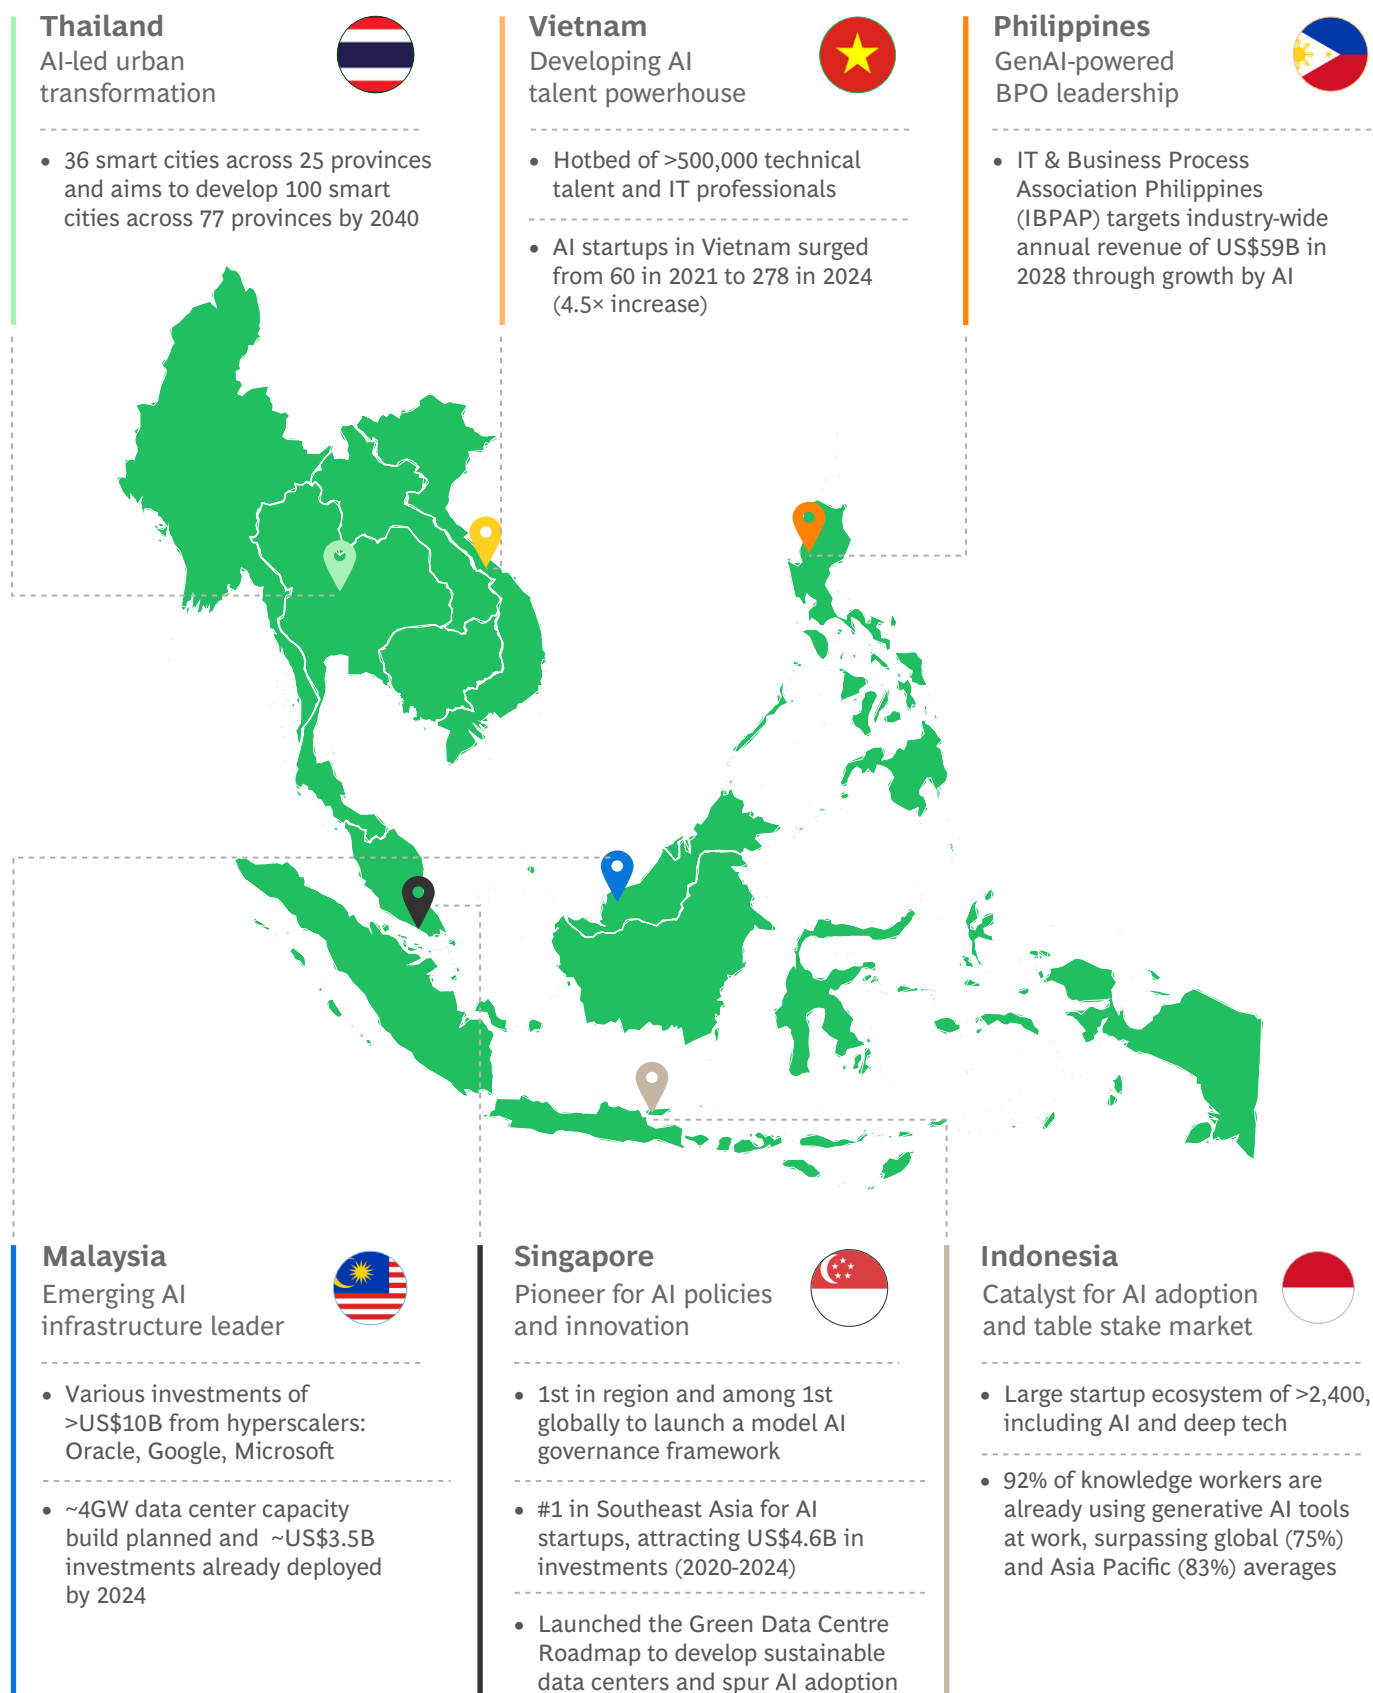 Thailand
AI-led urban
transformation
• 36 smart cities across 25 provinces
and aims to develop 100 smart
cities across 77 provinces by 2040
Vietnam
Developing AI
talent powerhouse
• Hotbed of >500,000 technical
talent and IT professionals
• AI startups in Vietnam surged
from 60 in 2021 to 278 in 2024
(4.5× increase)
Philippines
GenAI-powered
BPO leadership
• IT & Business Process
Association Philippines
(IBPAP) targets industry-wide
annual revenue of US$59B in
2028 through growth by AI
Malaysia
Emerging AI
infrastructure leader
• Various investments of
>US$10B from hyperscalers:
Oracle, Google, Microsoft
• ~4GW data center capacity
build planned and ~US$3.5B
investments already deployed
by 2024
Singapore
Pioneer for AI policies
and innovation
• 1st in region and among 1st
globally to launch a model AI
governance framework
• #1 in Southeast Asia for AI
startups, attracting US$4.6B in
investments (2020-2024)
• Launched the Green Data Centre
Roadmap to develop sustainable
data centers and spur AI adoption
Indonesia
Catalyst for AI adoption
and table stake market
• Large startup ecosystem of >2,400,
including AI and deep tech
• 92% of knowledge workers are
already using generative AI tools
at work, surpassing global (75%)
and Asia Pacific (83%) averages